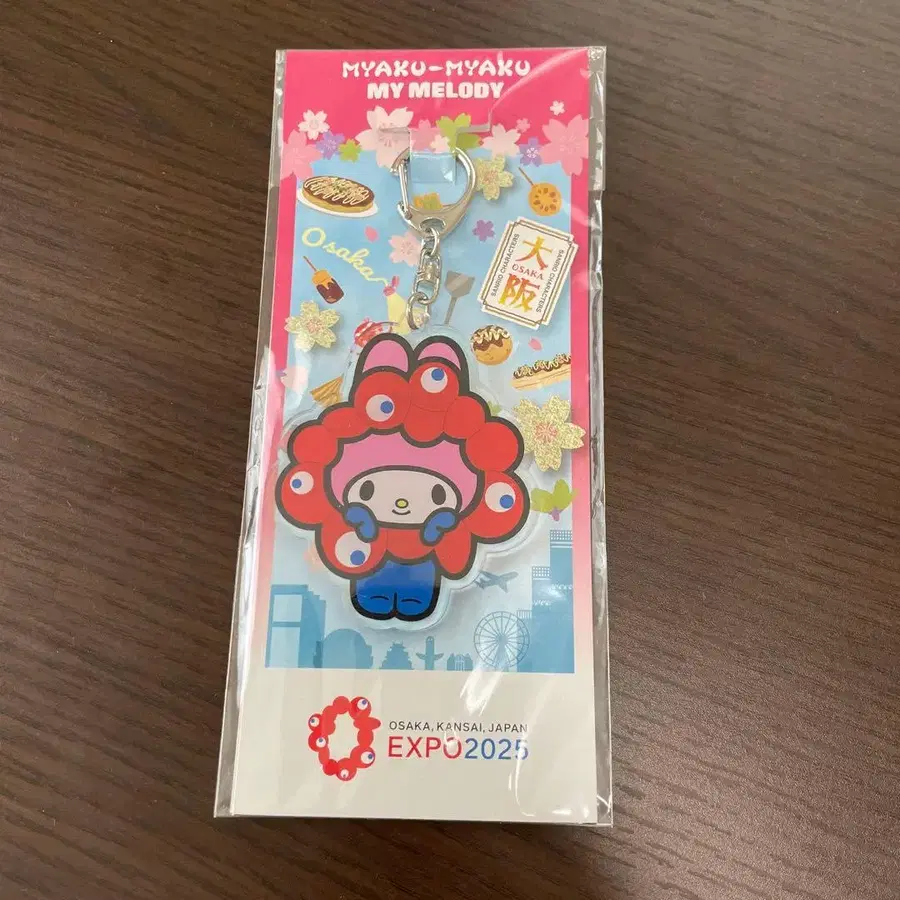 MYAKU-MYAKU
MY MELODY
Osaka
SANRIO CHARACTERS
大
OSAKA
阪
SANRIO CHARACTERS
OSAKA, KANSAI, JAPAN
EXPO2025